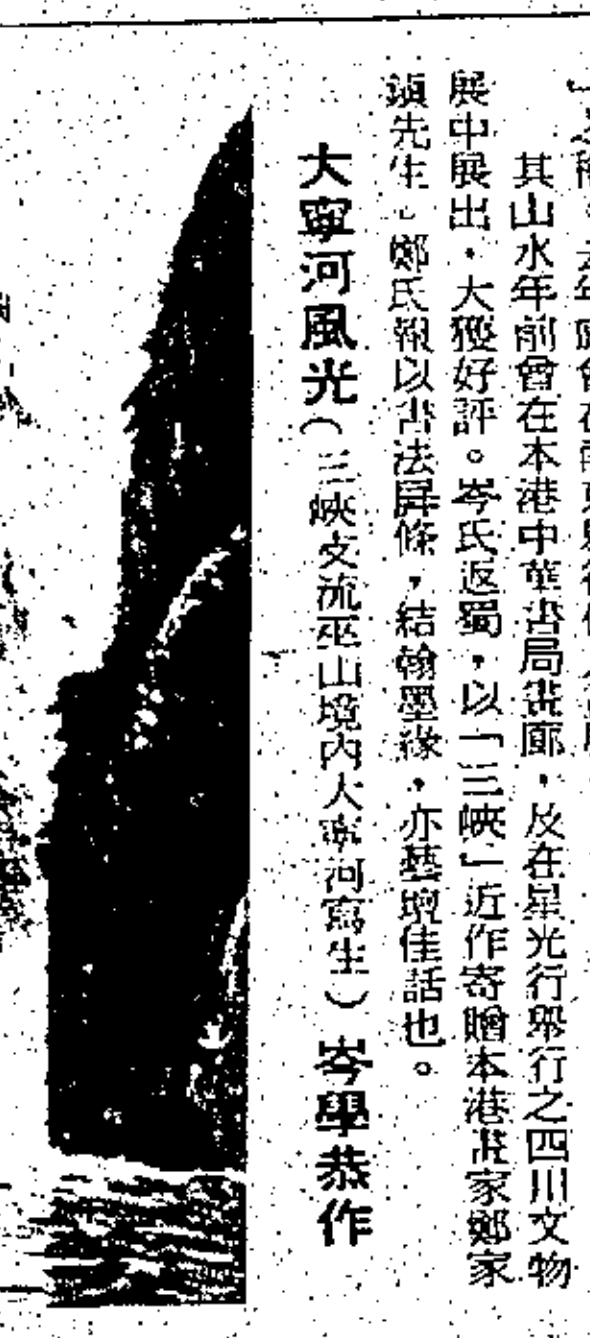 其山水年前曾在本港中華書局畫廊，及在星光行舉行之四川文物
展中展出，大獲好評。岑氏返蜀，以「三峽」近作寄贈本港畫家鄭家
鎮先生。鄭氏報以書法屏條，結翰墨緣，亦藝壇佳話也。
大寧河風光（三峽支流巫山境內大寧河寫生）岑學恭作